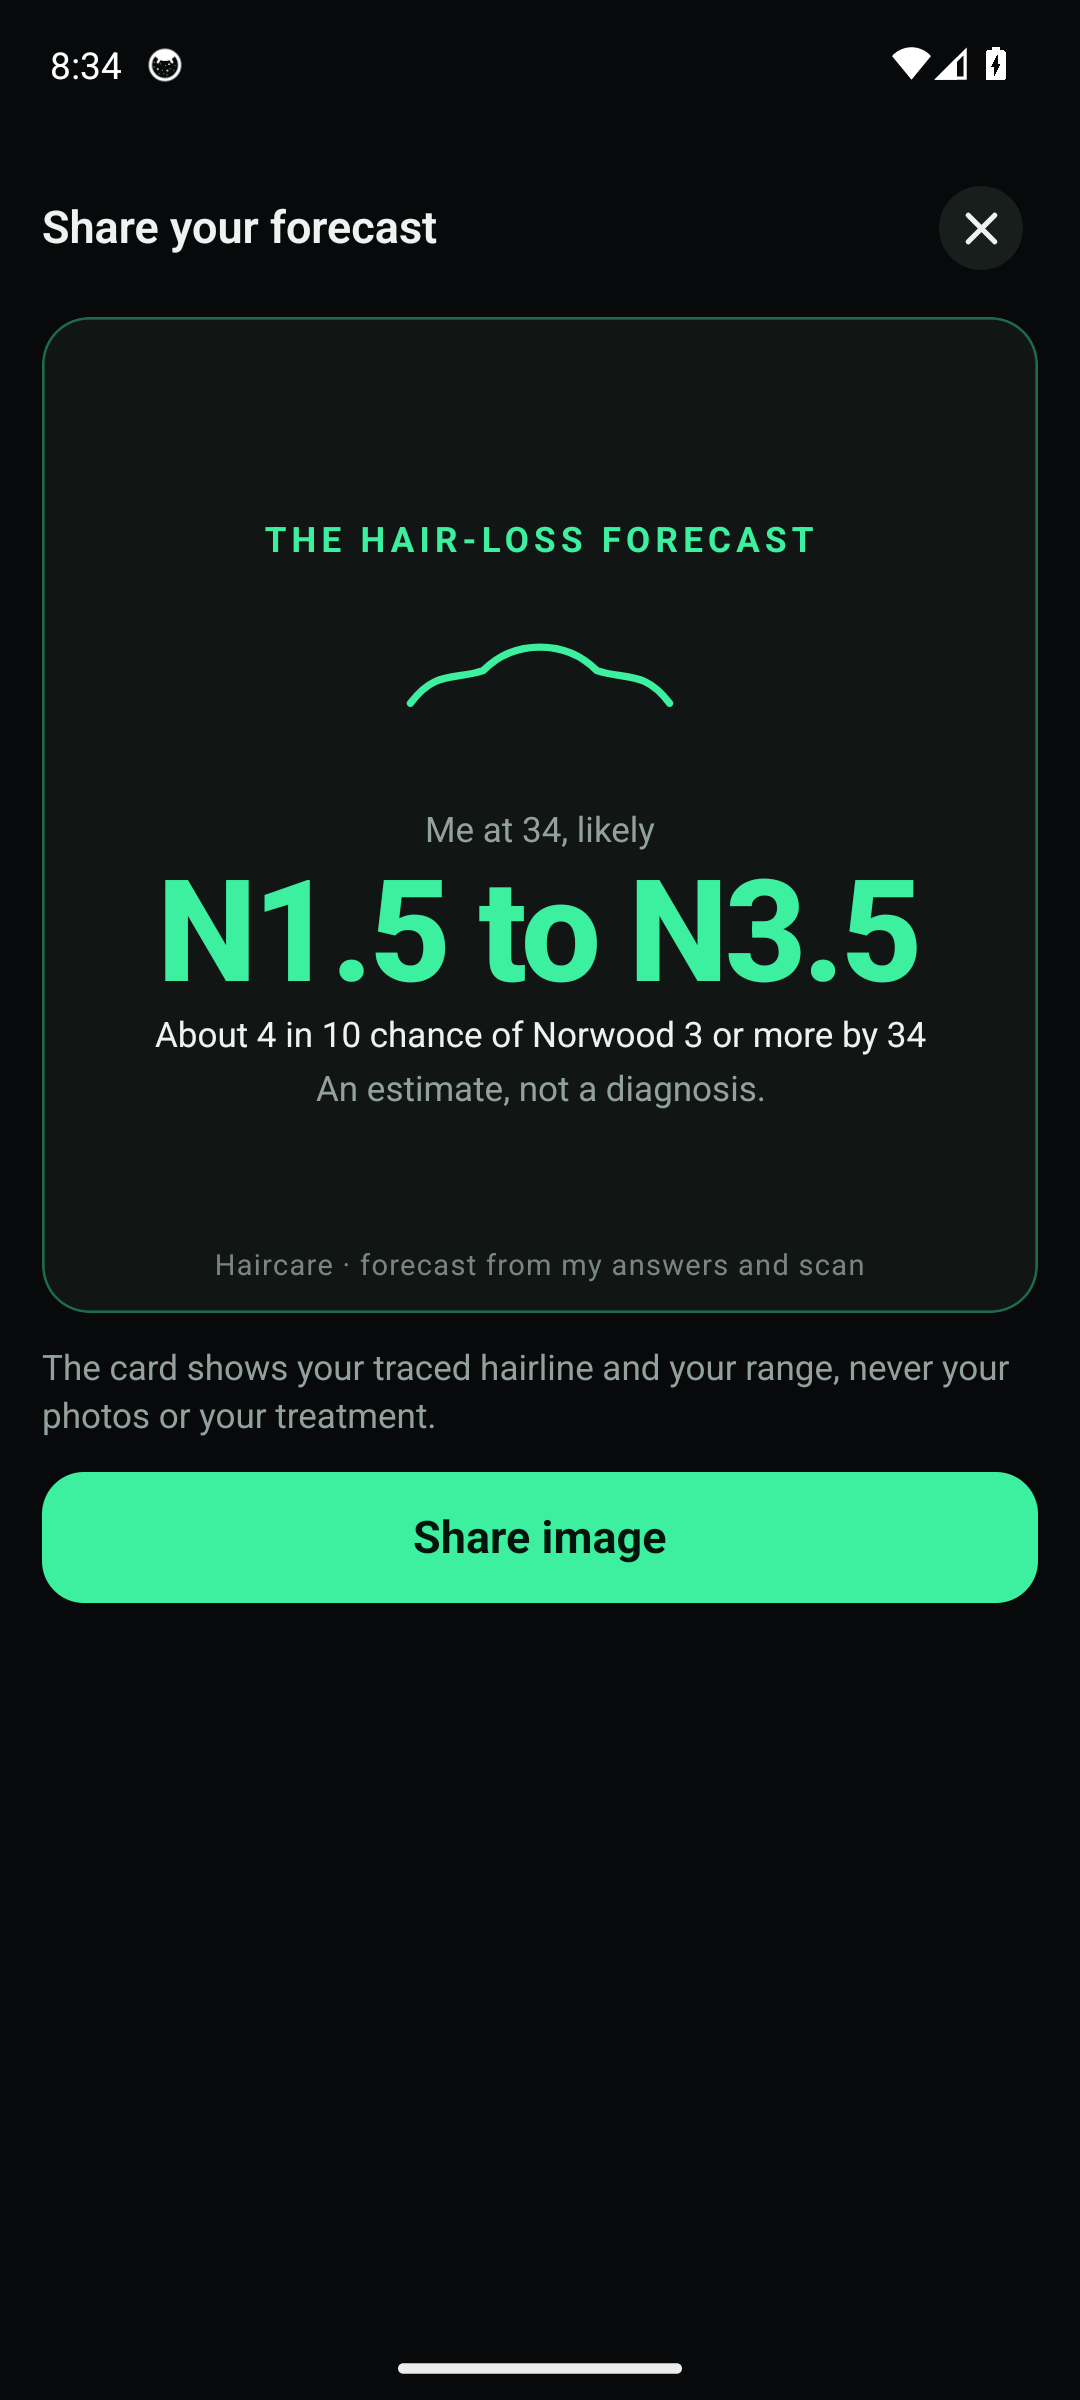 8:34
Share your forecast
THE HAIR-LOSS FORECAST
Me at 34, likely
N1.5 to N3.5
About 4 in 10 chance of Norwood 3 or more by 34
An estimate, not a diagnosis.
Haircare · forecast from my answers and scan
The card shows your traced hairline and your range, never your
photos or your treatment.
Share image